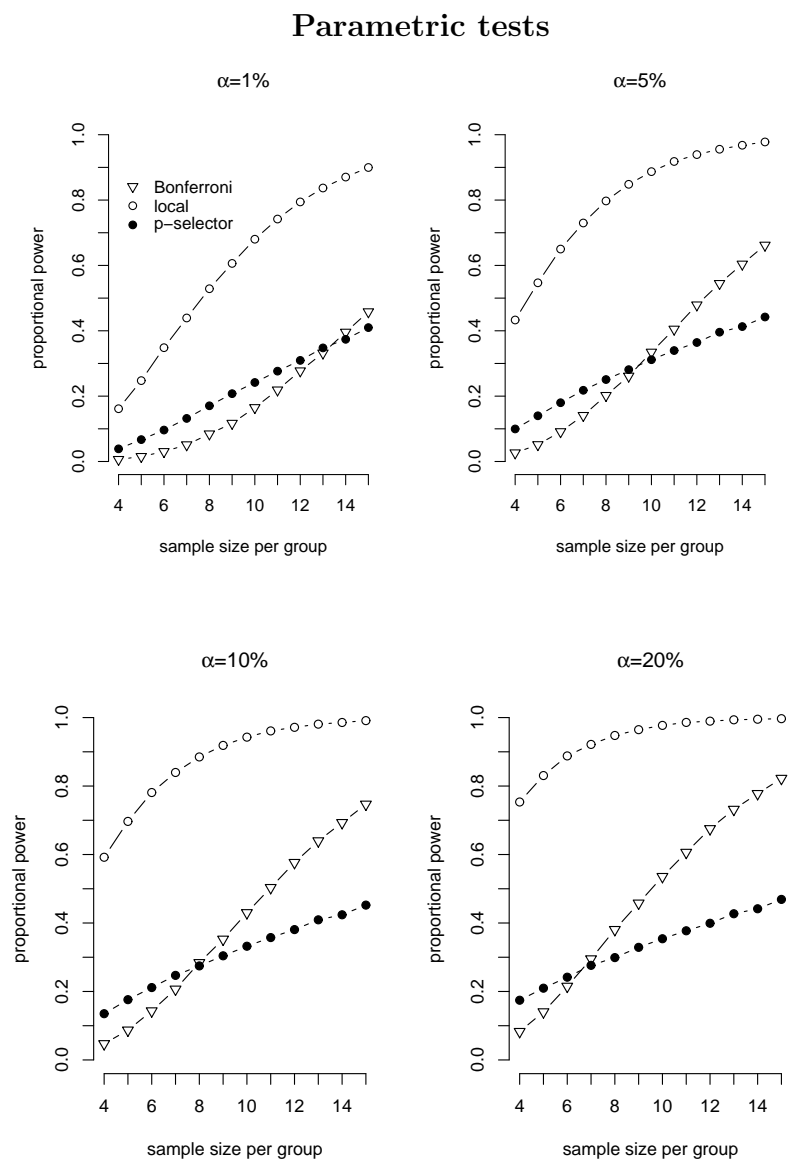 Parametric tests
α=1%
proportional power
0.0 0.2 0.4 0.6 0.8 1.0
Bonferroni
local
p−selector
4 6 8 10 12 14
sample size per group
α=5%
proportional power
0.0 0.2 0.4 0.6 0.8 1.0
4 6 8 10 12 14
sample size per group
α=10%
proportional power
0.0 0.2 0.4 0.6 0.8 1.0
4 6 8 10 12 14
sample size per group
α=20%
proportional power
0.0 0.2 0.4 0.6 0.8 1.0
4 6 8 10 12 14
sample size per group